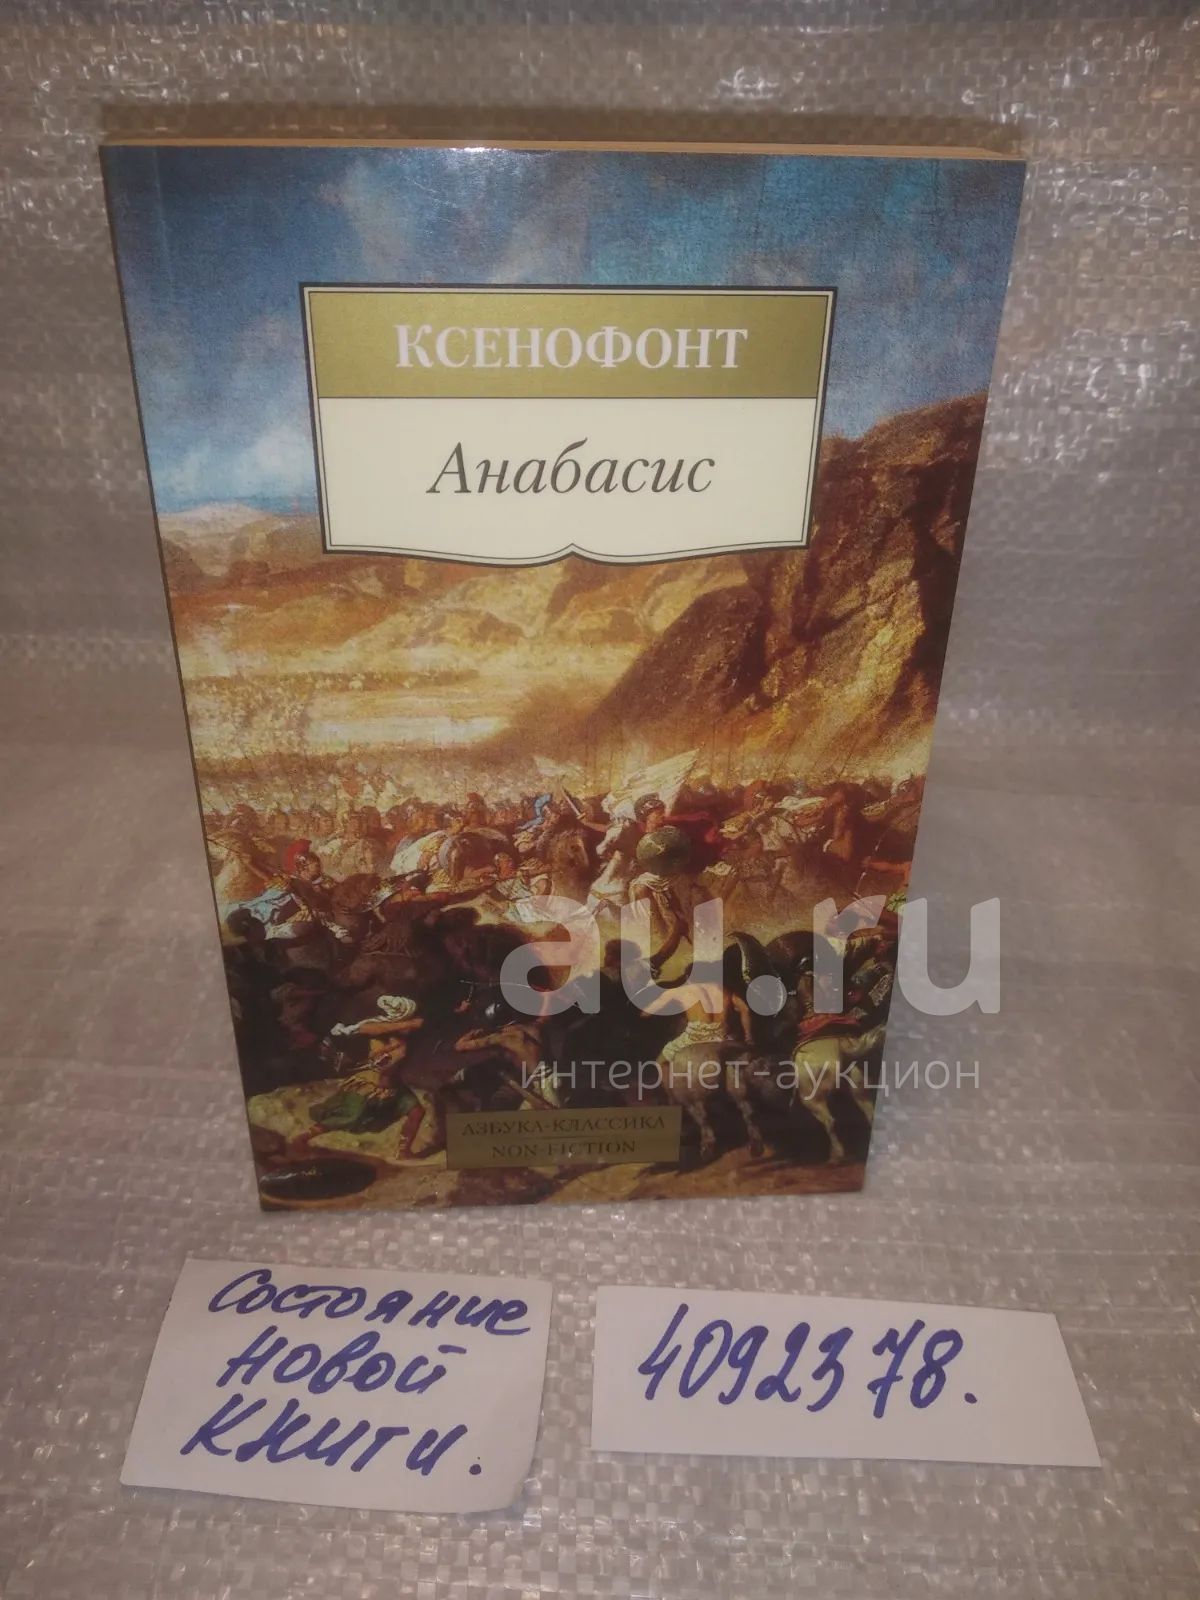 КСЕНОФОНТ
Анабасис
au.ru
интернет-аукцион
АЗБУКА-КЛАССИКА
NON-FICTION
Состояние
новой
книги.
4092378.